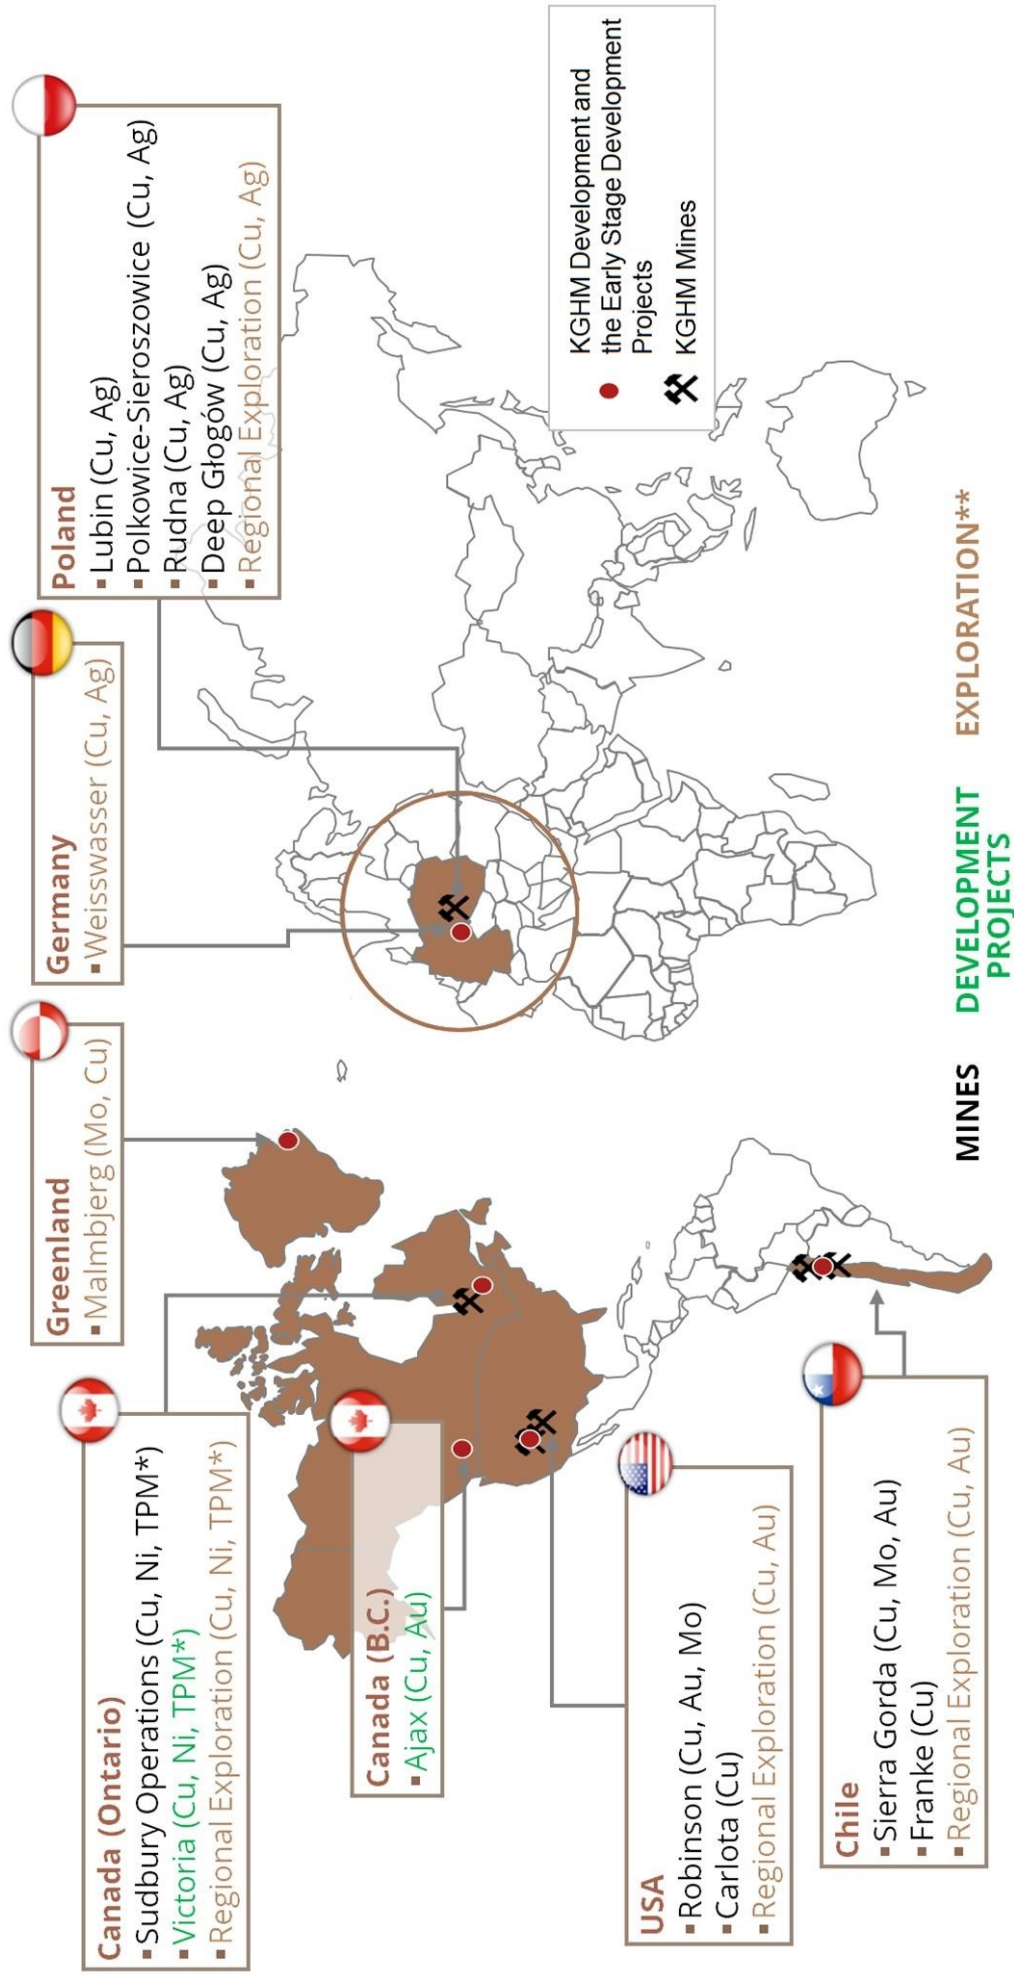 Canada (Ontario)
▪ Sudbury Operations (Cu, Ni, TPM*)
▪ Victoria (Cu, Ni, TPM*)
▪ Regional Exploration (Cu, Ni, TPM*)
Greenland
▪ Malmbjerg (Mo, Cu)
Germany
▪ Weisswasser (Cu, Ag)
Poland
▪ Lubin (Cu, Ag)
▪ Polkowice-Sieroszowice (Cu, Ag)
▪ Rudna (Cu, Ag)
▪ Deep Głogów (Cu, Ag)
▪ Regional Exploration (Cu, Ag)
Canada (B.C.)
▪ Ajax (Cu, Au)
USA
▪ Robinson (Cu, Au, Mo)
▪ Carlota (Cu)
▪ Regional Exploration (Cu, Au)
Chile
▪ Sierra Gorda (Cu, Mo, Au)
▪ Franke (Cu)
▪ Regional Exploration (Cu, Au)
KGHM Development and
the Early Stage Development
Projects
KGHM Mines
MINES
DEVELOPMENT
PROJECTS
EXPLORATION**